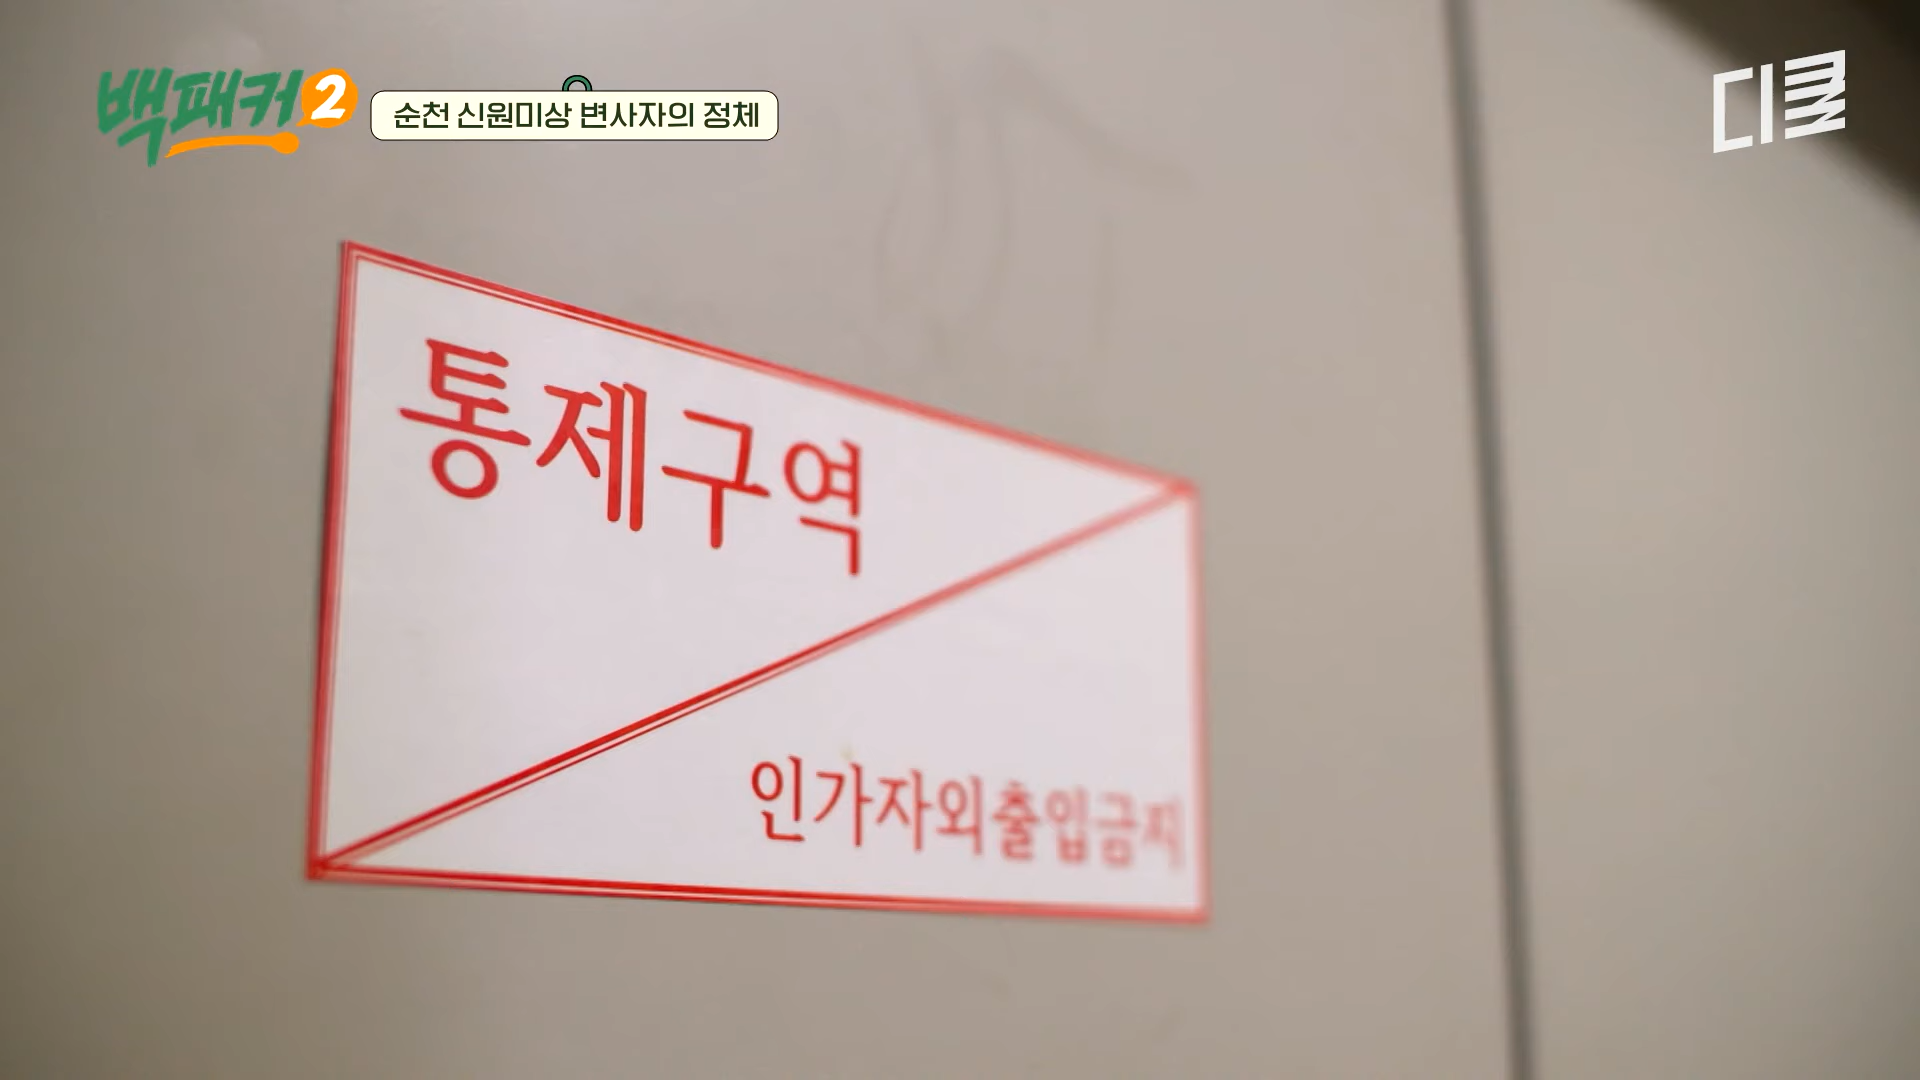 백패커2
순천 신원미상 변사자의 정체
디클
통제구역
인가자외출입금지